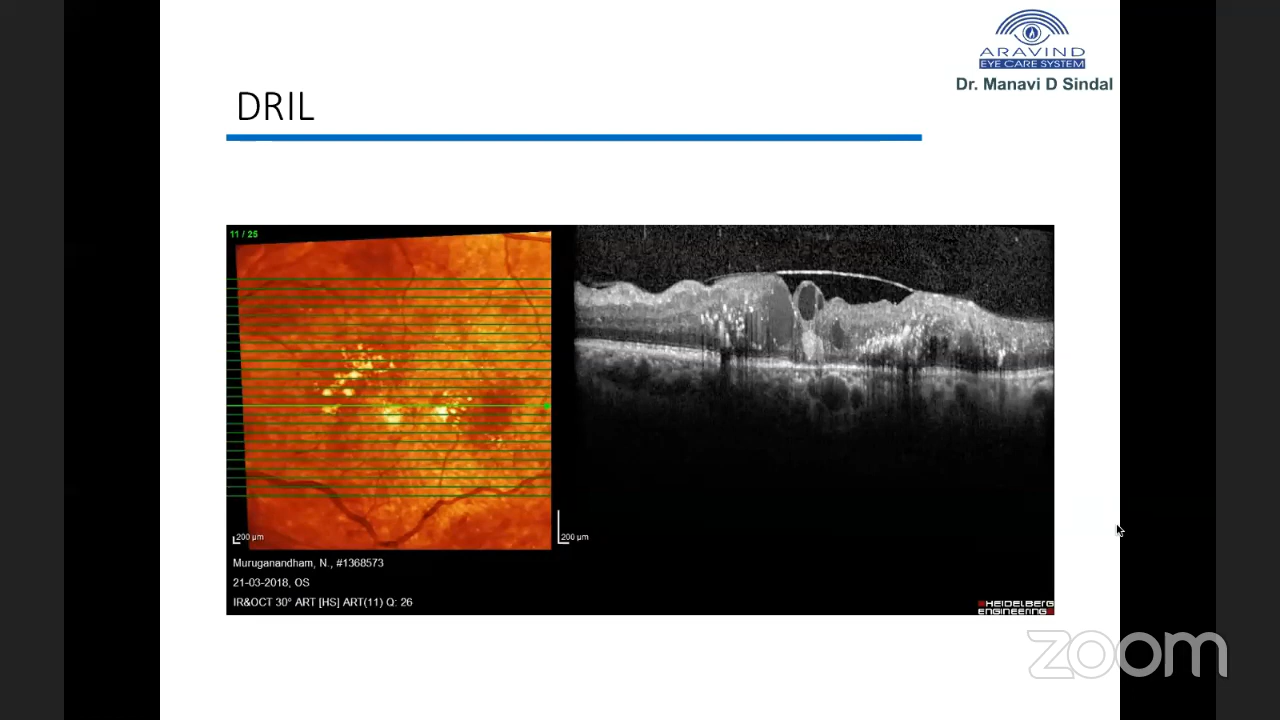 ARAVIND
EYE CARE SYSTEM
Dr. Manavi D Sindal
DRIL
11 / 25
200 µm
200 µm
Muruganandham, N., #1368573
21-03-2018, OS
IR&OCT 30° ART [HS] ART(11) Q: 26
HEIDELBERG
ENGINEERING
zoom